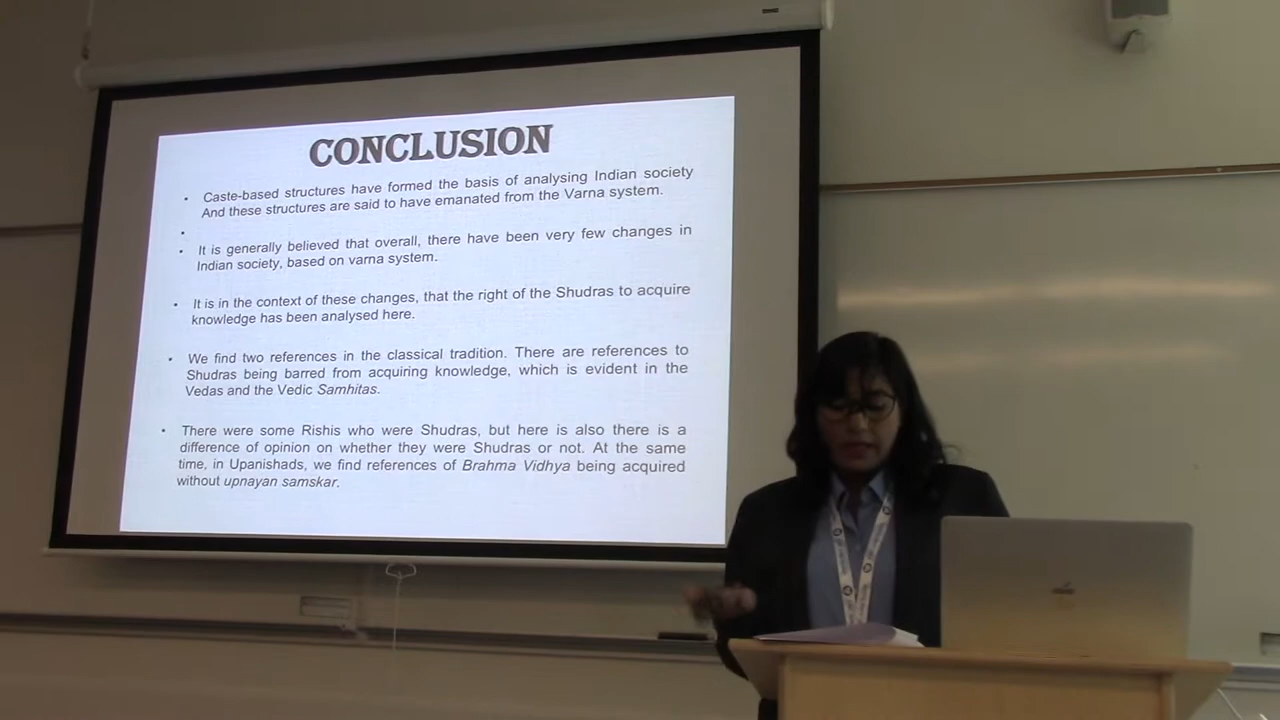 CONCLUSION
• Caste-based structures have formed the basis of analysing Indian society
And these structures are said to have emanated from the Varna system.
•
• It is generally believed that overall, there have been very few changes in
Indian society, based on varna system.
• It is in the context of these changes, that the right of the Shudras to acquire
knowledge has been analysed here.
• We find two references in the classical tradition. There are references to
Shudras being barred from acquiring knowledge, which is evident in the
Vedas and the Vedic Samhitas.
• There were some Rishis who were Shudras, but here is also there is a
difference of opinion on whether they were Shudras or not. At the same
time, in Upanishads, we find references of Brahma Vidhya being acquired
without upnayan samskar.